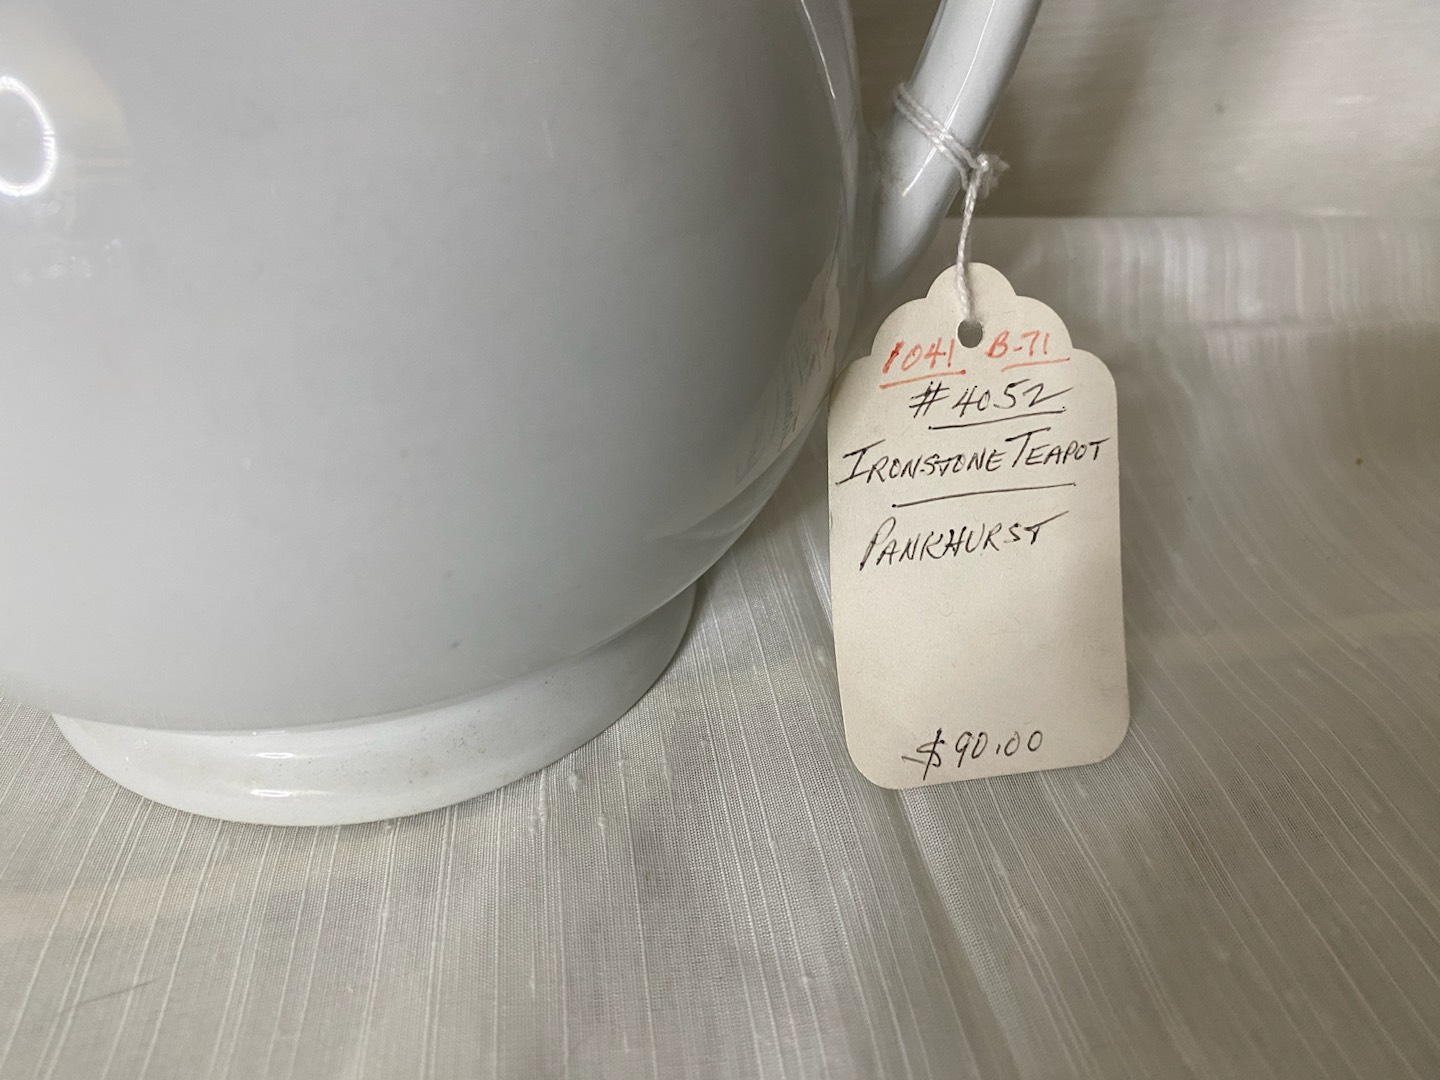 1041 B-71
#4052
IRONSTONE TEAPOT
PANKHURST
$90.00